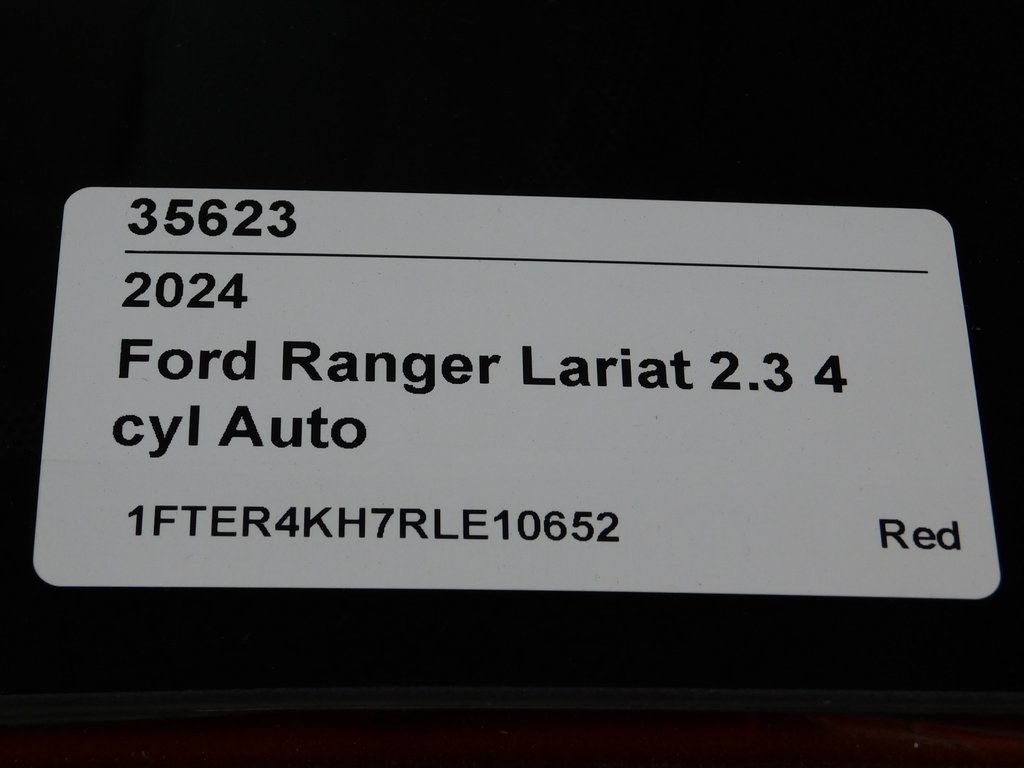 35623
2024
Ford Ranger Lariat 2.3 4
cyl Auto
1FTER4KH7RLE10652 Red